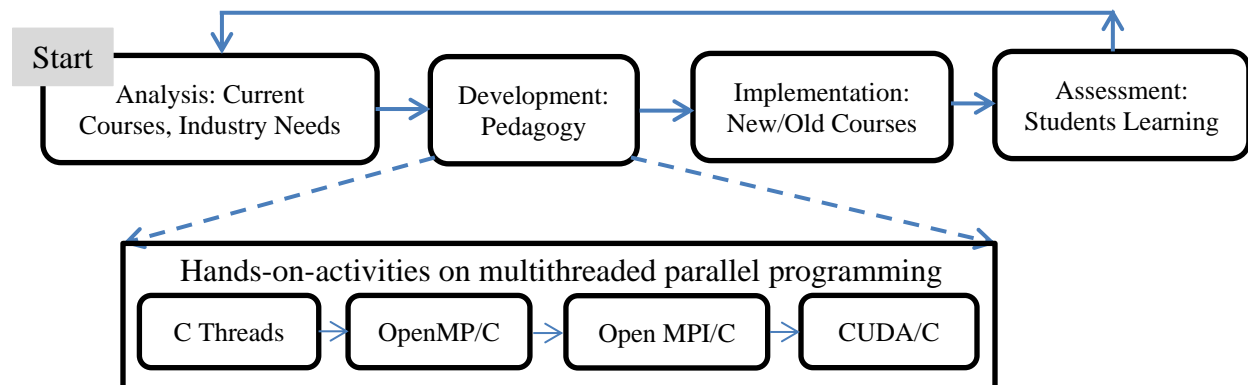 Start
Analysis: Current
Courses, Industry Needs
Development:
Pedagogy
Implementation:
New/Old Courses
Assessment:
Students Learning
Hands-on-activities on multithreaded parallel programming
C Threads
OpenMP/C
Open MPI/C
CUDA/C